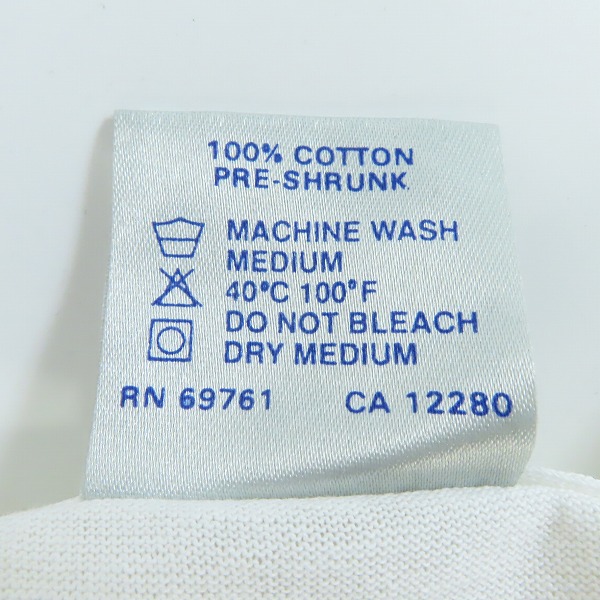 100% COTTON
PRE-SHRUNK
MACHINE WASH
MEDIUM
40°C 100°F
DO NOT BLEACH
DRY MEDIUM
RN 69761 CA 12280